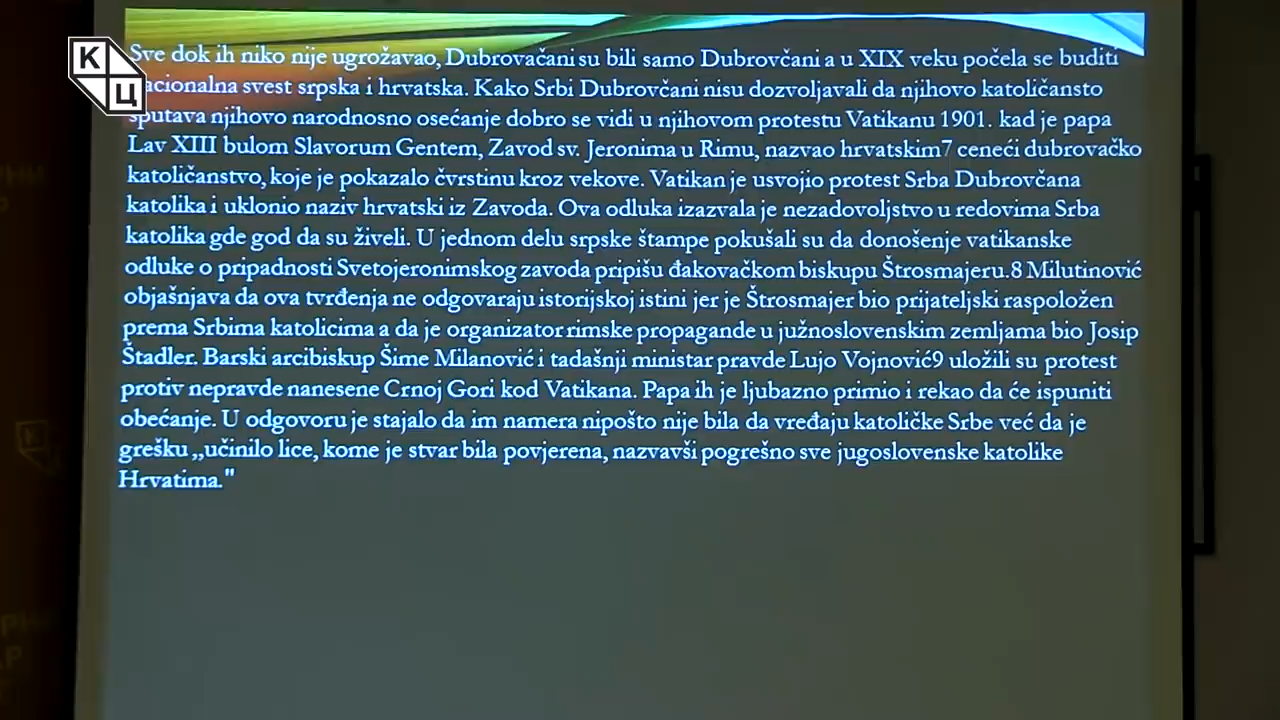 КЦ
Sve dok ih niko nije ugrožavao, Dubrovačani su bili samo Dubrovčani a u XIX veku počela se buditi
nacionalna svest srpska i hrvatska. Kako Srbi Dubrovčani nisu dozvoljavali da njihovo katoličansto
sputava njihovo narodnosno osećanje dobro se vidi u njihovom protestu Vatikanu 1901. kad je papa
Lav XIII bulom Slavorum Gentem, Zavod sv. Jeronima u Rimu, nazvao hrvatskim7 ceneći dubrovačko
katoličanstvo, koje je pokazalo čvrstinu kroz vekove. Vatikan je usvojio protest Srba Dubrovčana
katolika i uklonio naziv hrvatski iz Zavoda. Ova odluka izazvala je nezadovoljstvo u redovima Srba
katolika gde god da su živeli. U jednom delu srpske štampe pokušali su da donošenje vatikanske
odluke o pripadnosti Svetojeronimskog zavoda pripišu đakovačkom biskupu Štrosmajeru.8 Milutinović
objašnjava da ova tvrđenja ne odgovaraju istorijskoj istini jer je Štrosmajer bio prijateljski raspoložen
prema Srbima katolicima a da je organizator rimske propagande u južnoslovenskim zemljama bio Josip
Štadler. Barski arcibiskup Šime Milanović i tadašnji ministar pravde Lujo Vojnović9 uložili su protest
protiv nepravde nanesene Crnoj Gori kod Vatikana. Papa ih je ljubazno primio i rekao da će ispuniti
obećanje. U odgovoru je stajalo da im namera nipošto nije bila da vređaju katoličke Srbe već da je
grešku „učinilo lice, kome je stvar bila povjerena, nazvavši pogrešno sve jugoslovenske katolike
Hrvatima."